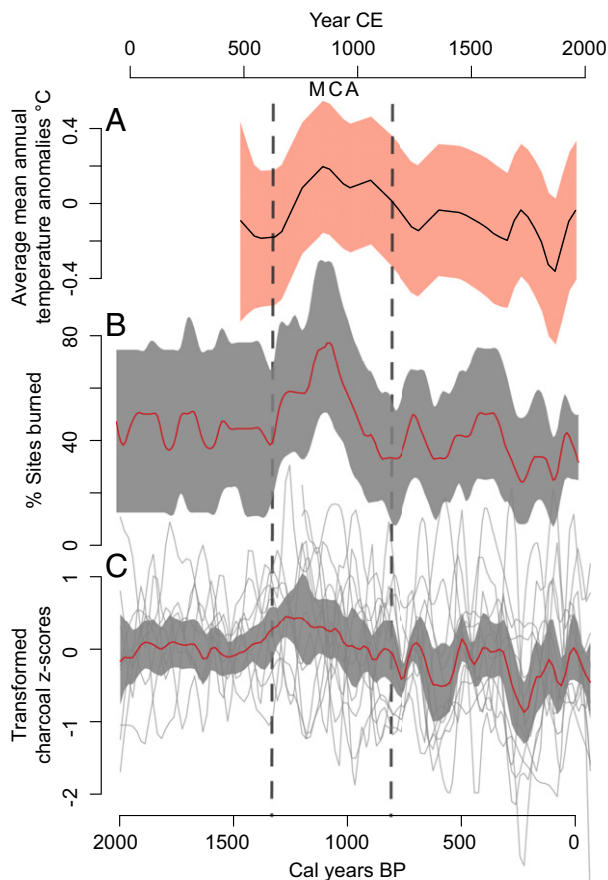 Year CE
0 500 1000 1500 2000
MCA
A
Average mean annual
temperature anomalies °C
0.4
0
-0.4
B
% Sites burned
80
40
0
C
Transformed
charcoal z-scores
1
0
-1
-2
2000 1500 1000 500 0
Cal years BP